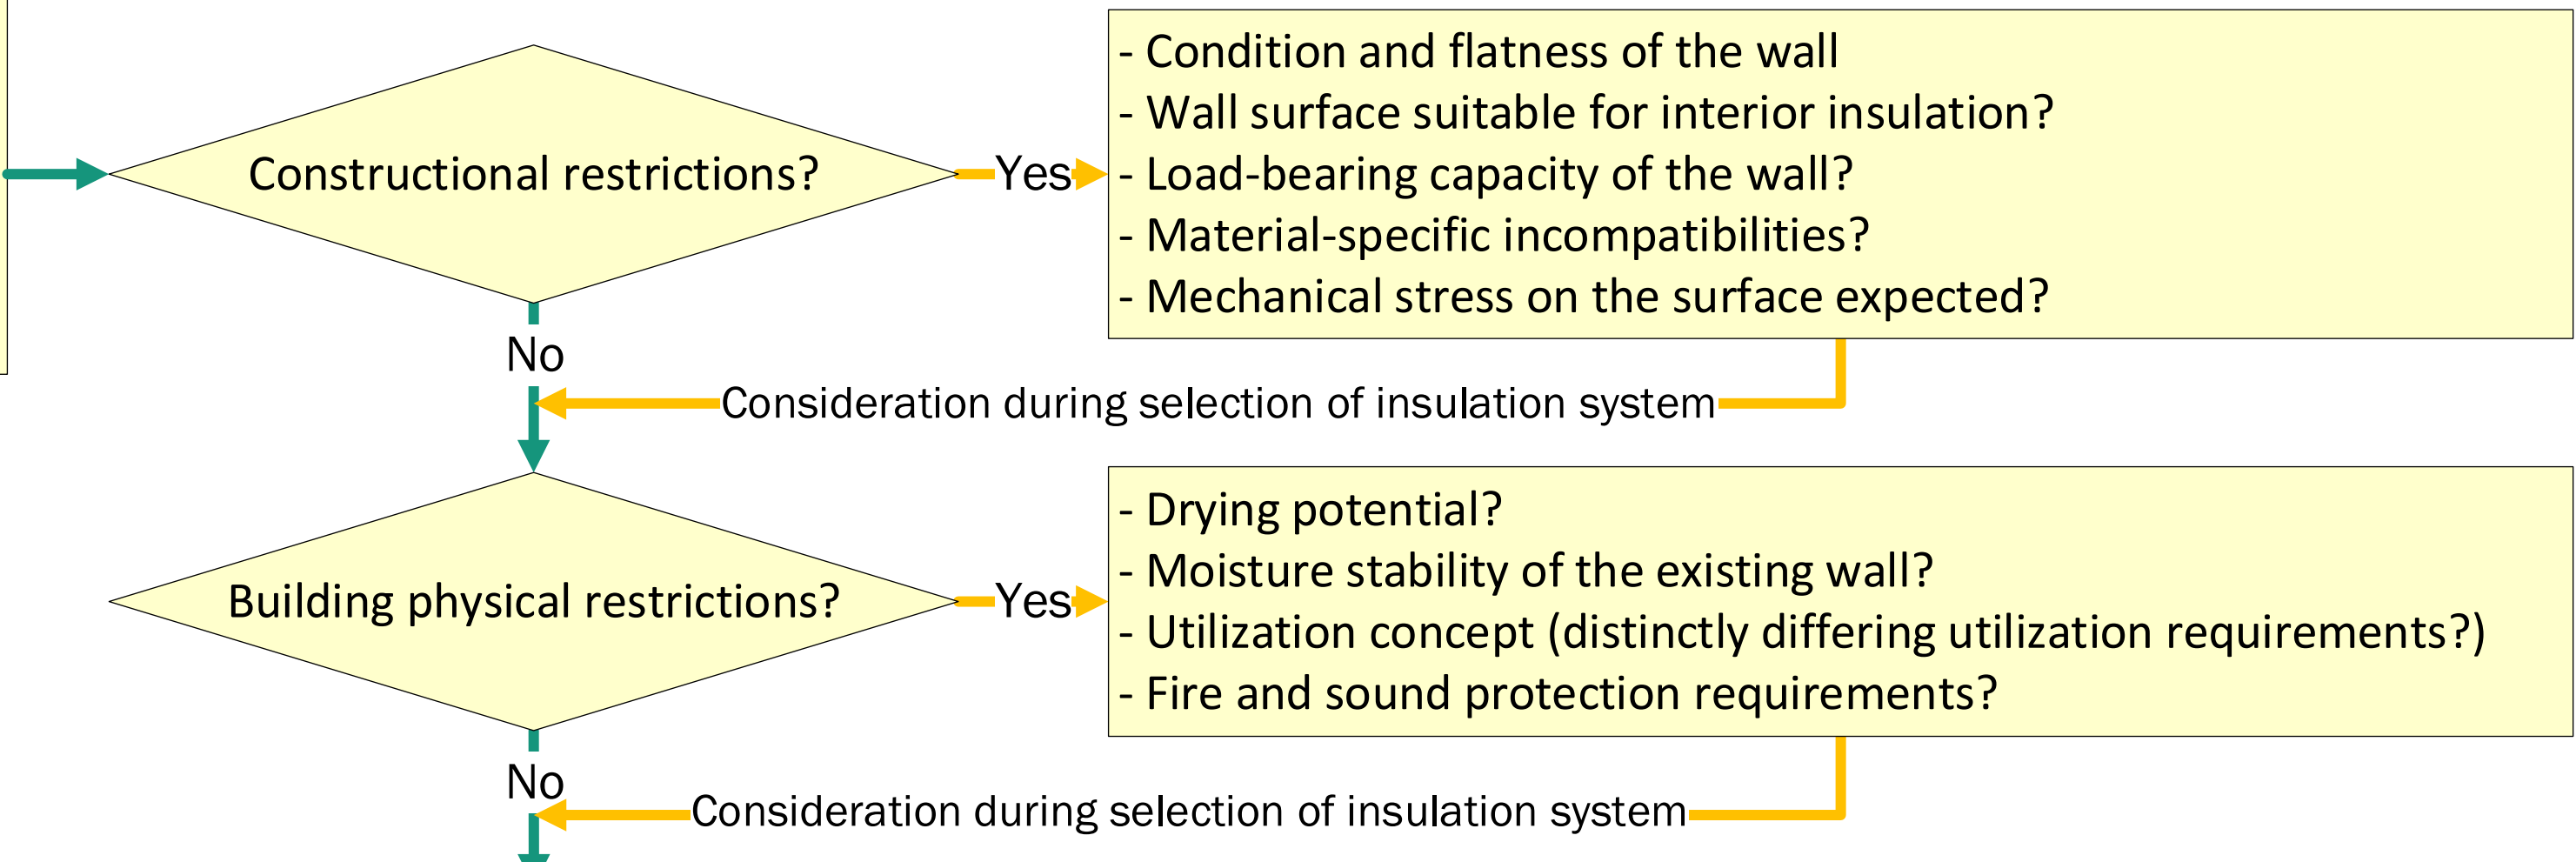 Constructional restrictions?
Yes
- Condition and flatness of the wall
- Wall surface suitable for interior insulation?
- Load-bearing capacity of the wall?
- Material-specific incompatibilities?
- Mechanical stress on the surface expected?
No
Consideration during selection of insulation system
Building physical restrictions?
Yes
- Drying potential?
- Moisture stability of the existing wall?
- Utilization concept (distinctly differing utilization requirements?)
- Fire and sound protection requirements?
No
Consideration during selection of insulation system